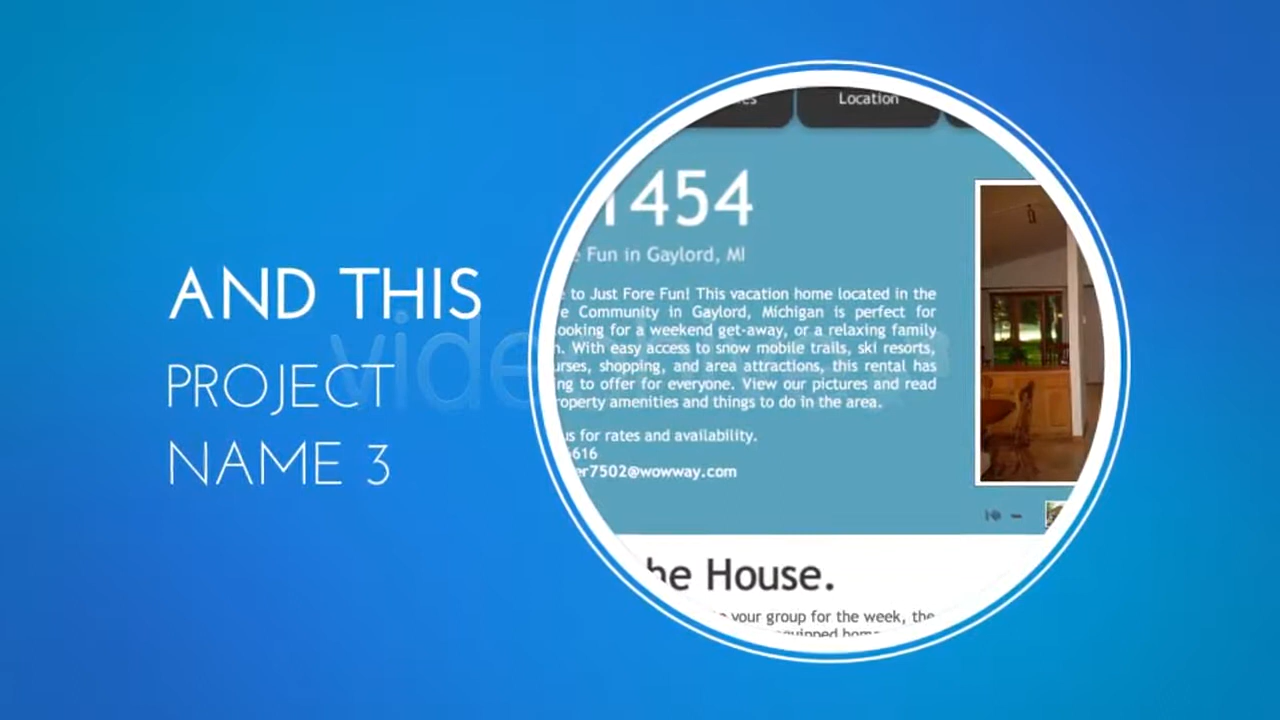 AND THIS
PROJECT
NAME 3
Location
1454
Fun in Gaylord, MI
to Just Fore Fun! This vacation home located in the
Community in Gaylord, Michigan is perfect for
looking for a weekend get-away, or a relaxing family
With easy access to snow mobile trails, ski resorts,
shopping, and area attractions, this rental has
to offer for everyone. View our pictures and read
property amenities and things to do in the area.
us for rates and availability.
6616
er7502@wowway.com
he House.
your group for the week, the